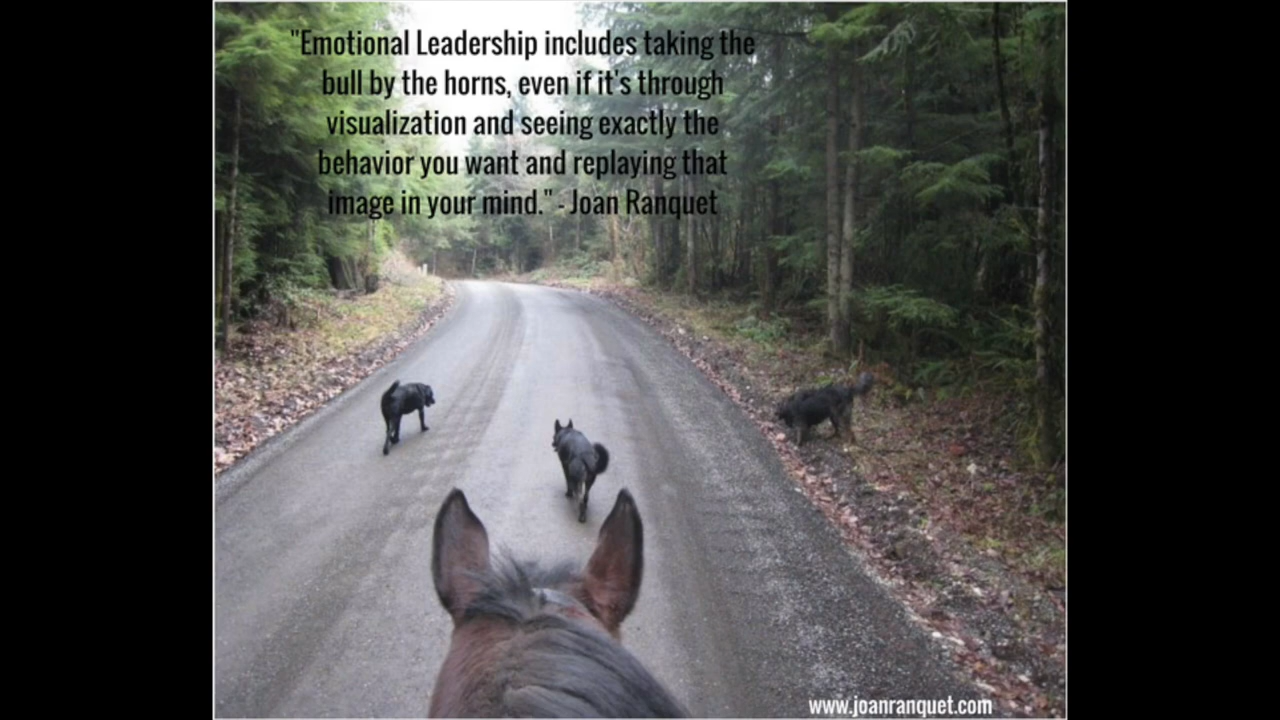 "Emotional Leadership includes taking the
bull by the horns, even if it's through
visualization and seeing exactly the
behavior you want and replaying that
image in your mind." - Joan Ranquet
www.joanranquet.com